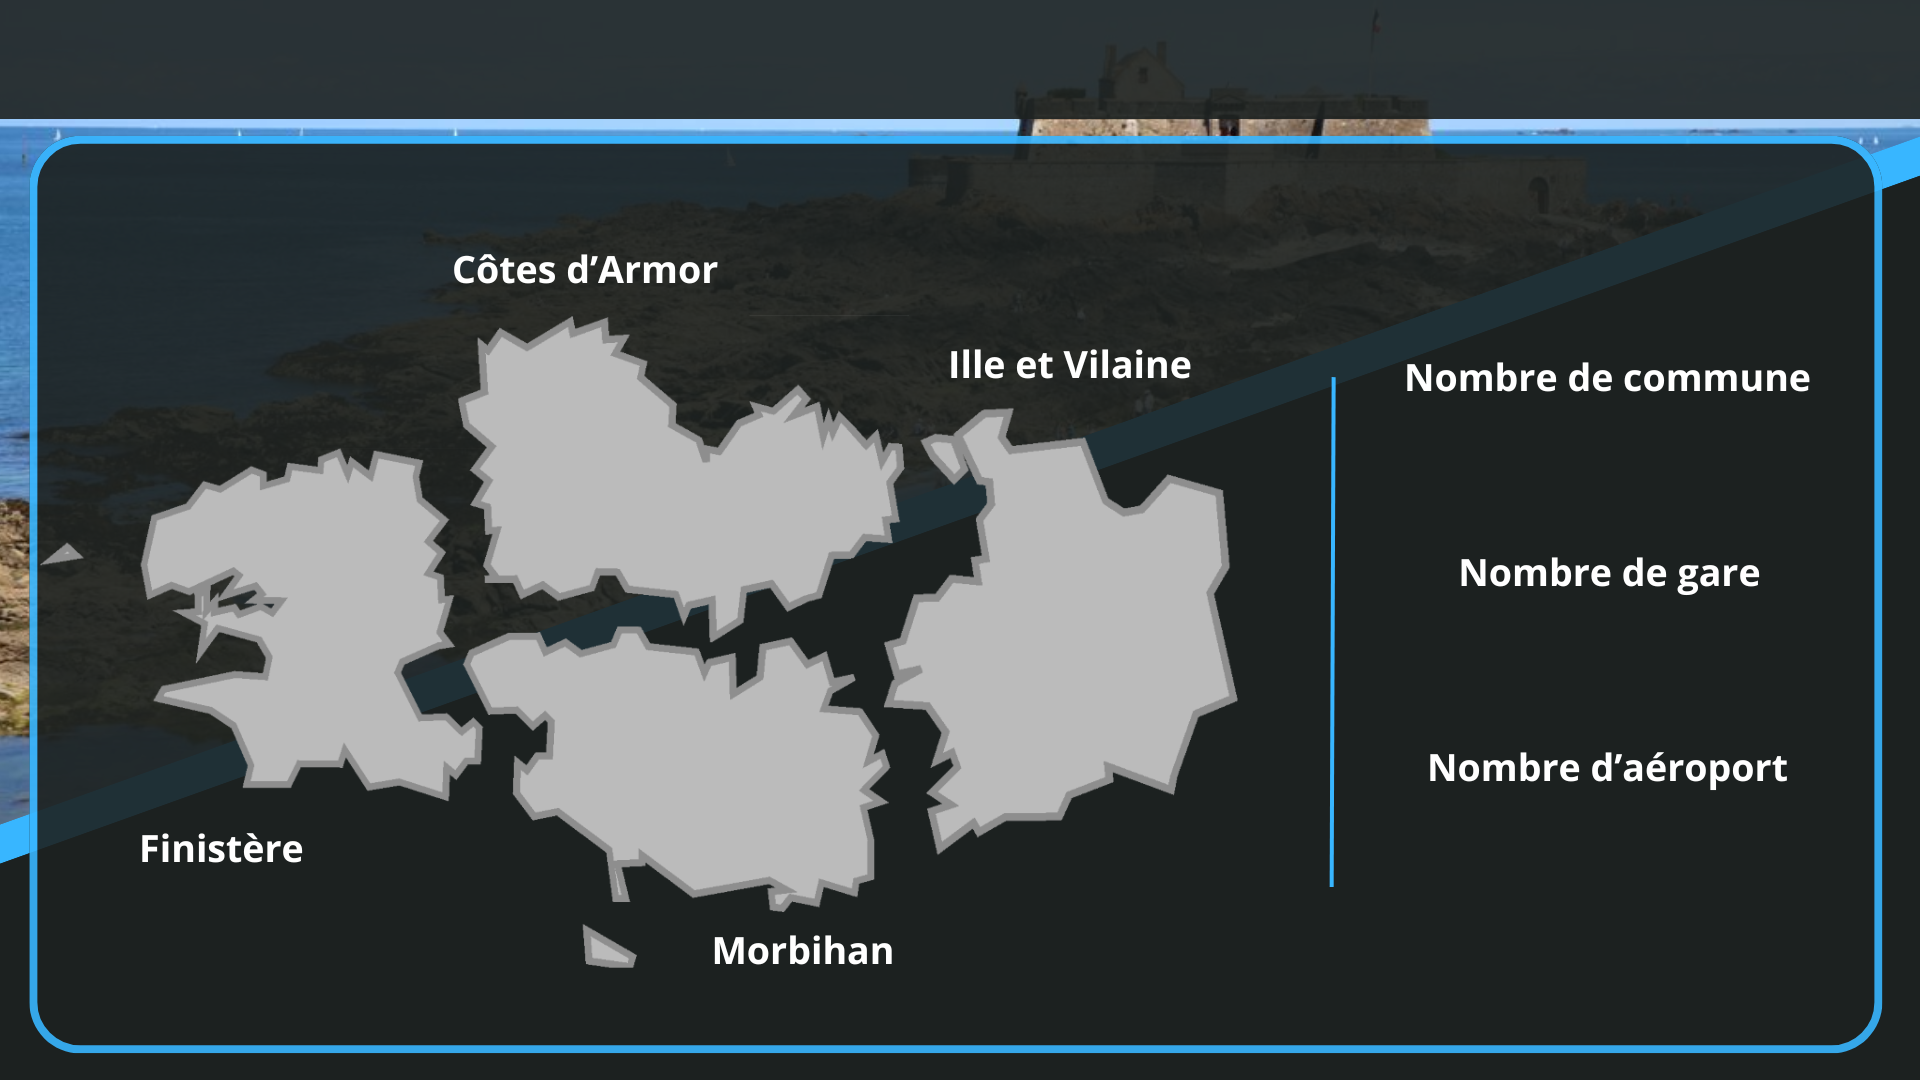 Côtes d’Armor
Ille et Vilaine
Nombre de commune
Nombre de gare
Nombre d’aéroport
Finistère
Morbihan